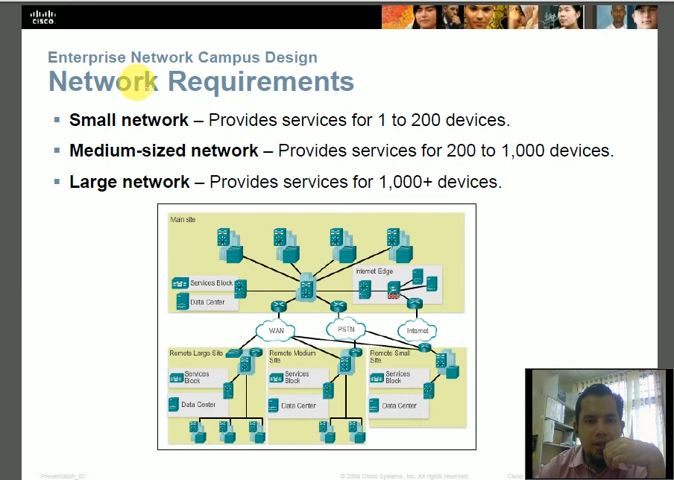 CISCO
Enterprise Network Campus Design
Network Requirements
▪ Small network – Provides services for 1 to 200 devices.
▪ Medium-sized network – Provides services for 200 to 1,000 devices.
▪ Large network – Provides services for 1,000+ devices.
Main site
Internet Edge
Services Block
Data Center
WAN
PSTN
Internet
Remote Large Site
Remote Medium
Site
Remote Small
Site
Services
Block
Services
Block
Services
Block
Data Center
Data Center
Data Center
Presentation_ID
© 2008 Cisco Systems, Inc. All rights reserved.
Cisco